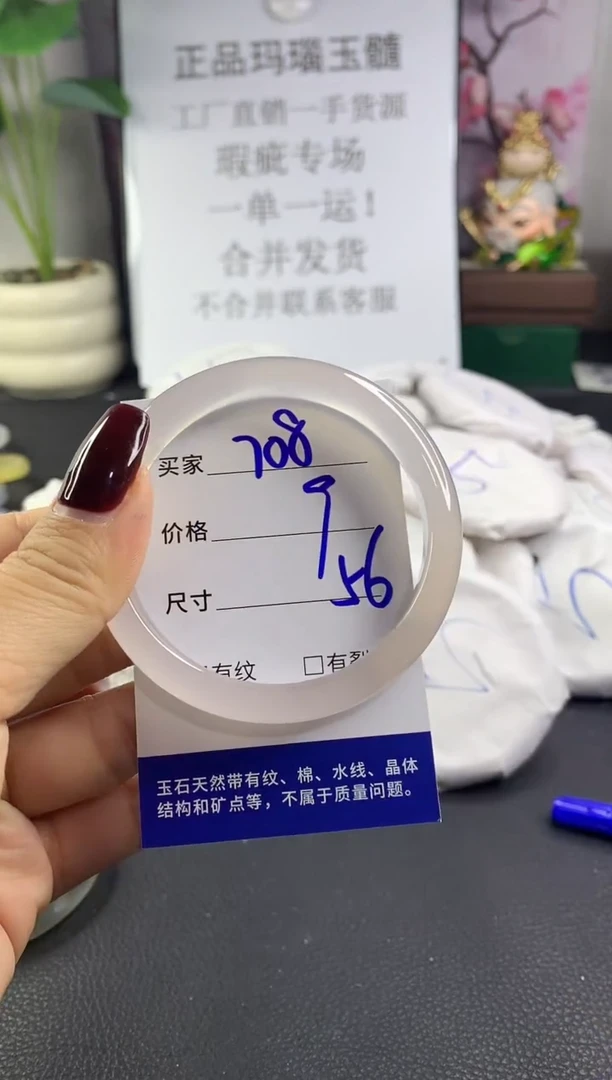 正品玛瑙玉髓
工厂直销一手货源
瑕疵专场
一单一运！
合并发货
不合并联系客服
买家 708
价格
尺寸 56
有纹 □有裂
玉石天然带有纹、棉、水线、晶体
结构和矿点等，不属于质量问题。
5